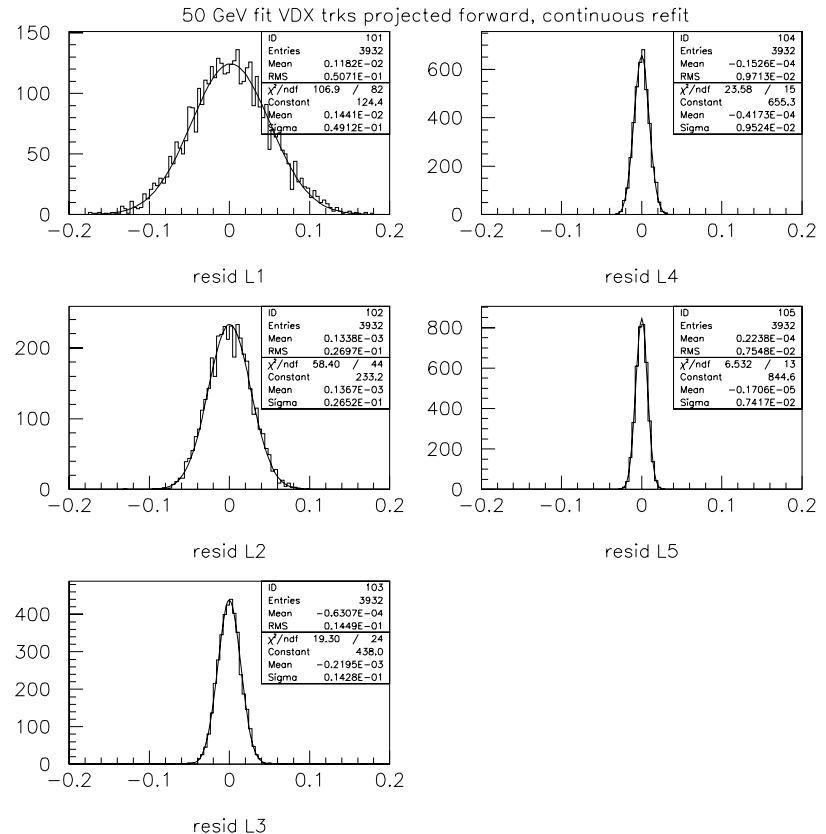 50 GeV fit VDX trks projected forward, continuous refit
ID 101
Entries 3932
Mean 0.1182E-02
RMS 0.5071E-01
χ²/ndf 106.9 / 82
Constant 124.4
Mean 0.1441E-02
Sigma 0.4912E-01
150
100
50
0
-0.2 -0.1 0 0.1 0.2
resid L1
ID 104
Entries 3932
Mean -0.1526E-04
RMS 0.9713E-02
χ²/ndf 23.58 / 15
Constant 655.3
Mean -0.4173E-04
Sigma 0.9524E-02
600
400
200
0
-0.2 -0.1 0 0.1 0.2
resid L4
ID 102
Entries 3932
Mean 0.1338E-03
RMS 0.2697E-01
χ²/ndf 58.40 / 44
Constant 233.2
Mean 0.1367E-03
Sigma 0.2652E-01
200
100
0
-0.2 -0.1 0 0.1 0.2
resid L2
ID 105
Entries 3932
Mean 0.2238E-04
RMS 0.7548E-02
χ²/ndf 6.532 / 13
Constant 844.6
Mean -0.1706E-05
Sigma 0.7417E-02
800
600
400
200
0
-0.2 -0.1 0 0.1 0.2
resid L5
ID 103
Entries 3932
Mean -0.6307E-04
RMS 0.1449E-01
χ²/ndf 19.30 / 24
Constant 438.0
Mean -0.2195E-03
Sigma 0.1428E-01
400
300
200
100
0
-0.2 -0.1 0 0.1 0.2
resid L3